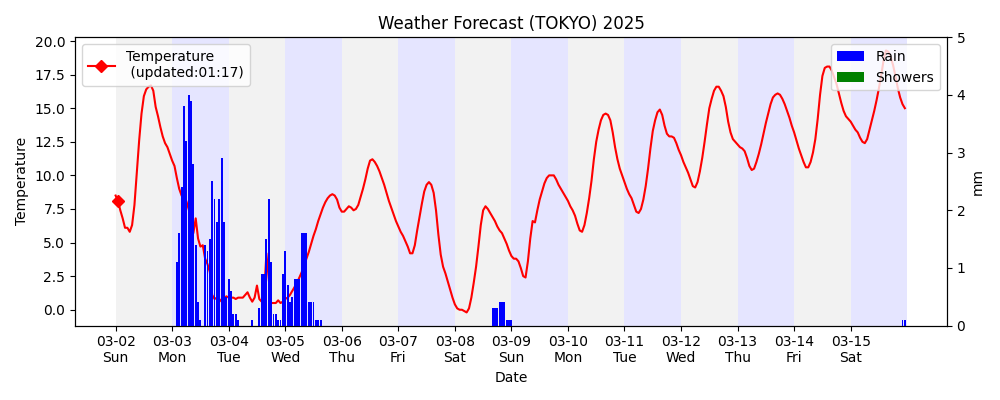 Weather Forecast (TOKYO) 2025
Temperature
(updated:01:17)
Rain
Showers
20.0
17.5
15.0
12.5
10.0
7.5
5.0
2.5
0.0
Temperature
5
4
3
2
1
0
mm
03-02 03-03 03-04 03-05 03-06 03-07 03-08 03-09 03-10 03-11 03-12 03-13 03-14 03-15
Sun Mon Tue Wed Thu Fri Sat Sun Mon Tue Wed Thu Fri Sat
Date